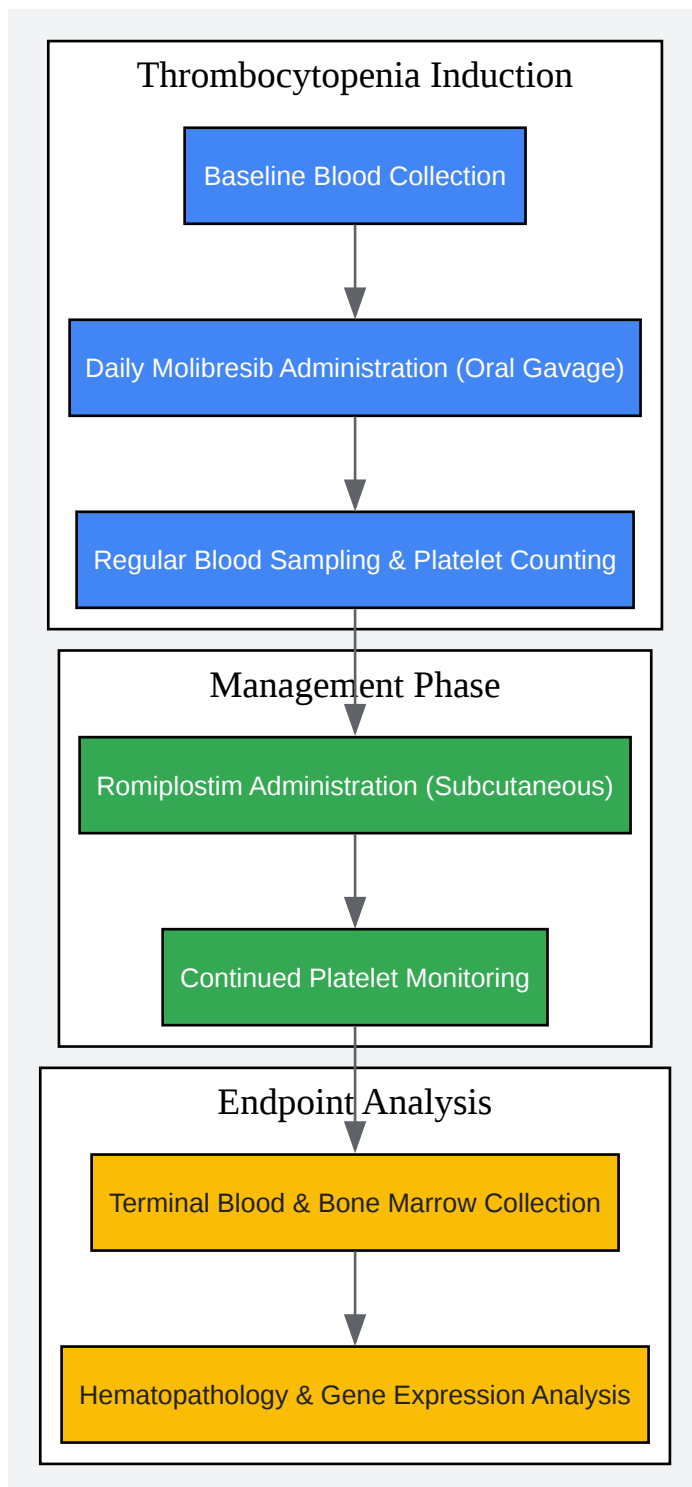 Thrombocytopenia Induction
Baseline Blood Collection
Daily Molibresib Administration (Oral Gavage)
Regular Blood Sampling & Platelet Counting
Management Phase
Romiplostim Administration (Subcutaneous)
Continued Platelet Monitoring
Endpoint Analysis
Terminal Blood & Bone Marrow Collection
Hematopathology & Gene Expression Analysis